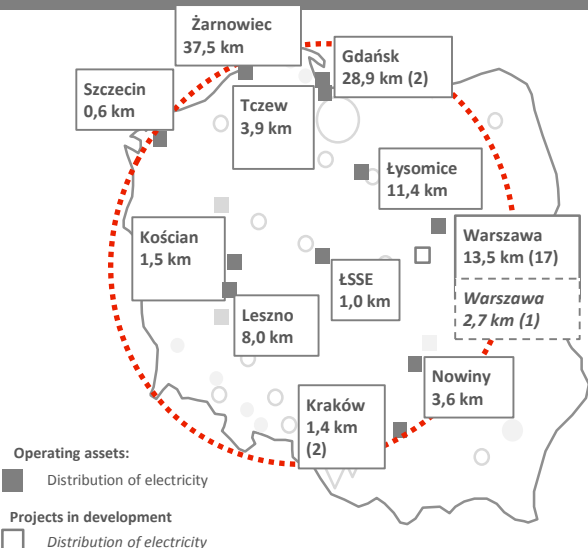 Żarnowiec
37,5 km
Gdańsk
28,9 km (2)
Szczecin
0,6 km
Tczew
3,9 km
Łysomice
11,4 km
Kościan
1,5 km
Warszawa
13,5 km (17)
ŁSSE
1,0 km
Warszawa
2,7 km (1)
Leszno
8,0 km
Nowiny
3,6 km
Kraków
1,4 km
(2)
Operating assets:
Distribution of electricity
Projects in development
Distribution of electricity